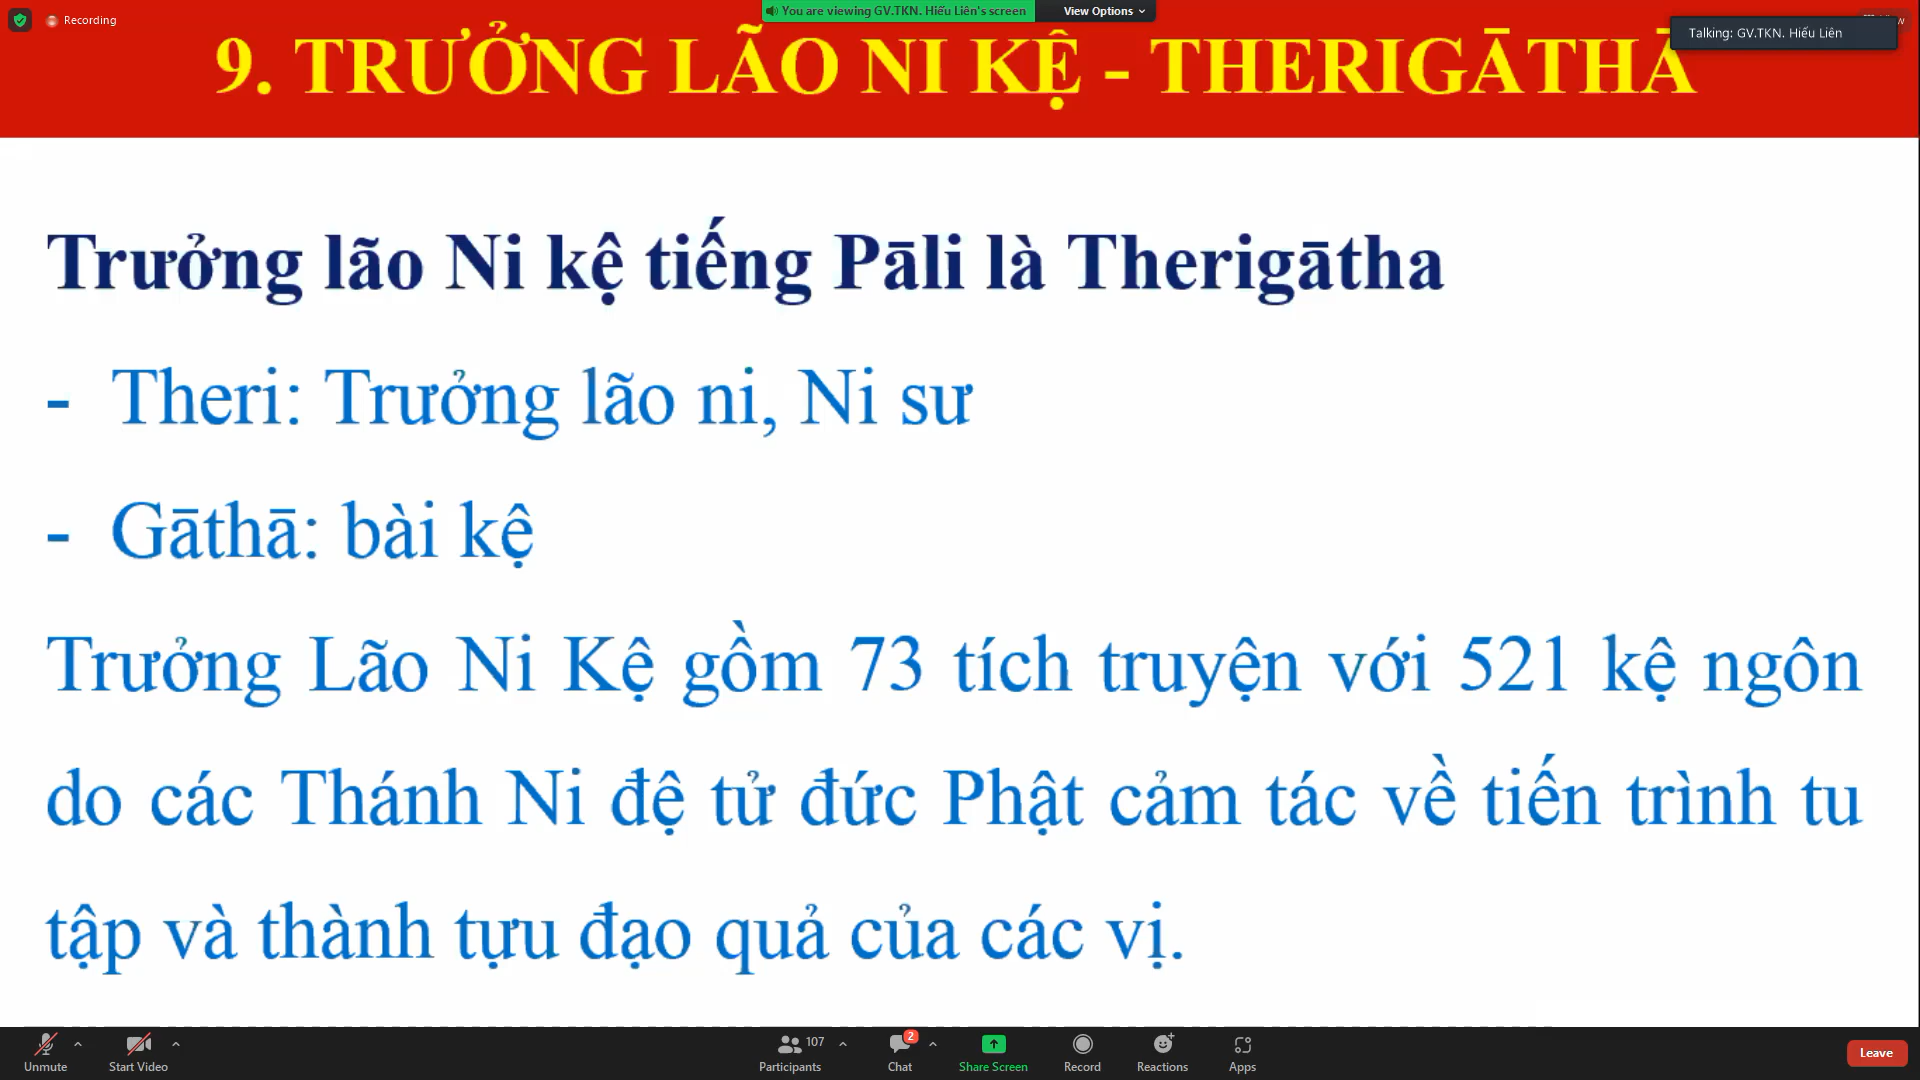 Recording
You are viewing GV.TKN. Hiếu Liên's screen
View Options
Talking: GV.TKN. Hiếu Liên
9. TRƯỞNG LÃO NI KỆ - THERIGĀTHĀ
Trưởng lão Ni kệ tiếng Pāli là Therigātha
- Theri: Trưởng lão ni, Ni sư
- Gāthā: bài kệ
Trưởng Lão Ni Kệ gồm 73 tích truyện với 521 kệ ngôn
do các Thánh Ni đệ tử đức Phật cảm tác về tiến trình tu
tập và thành tựu đạo quả của các vị.
Unmute
Start Video
107
Participants
2
Chat
Share Screen
Record
Reactions
Apps
Leave